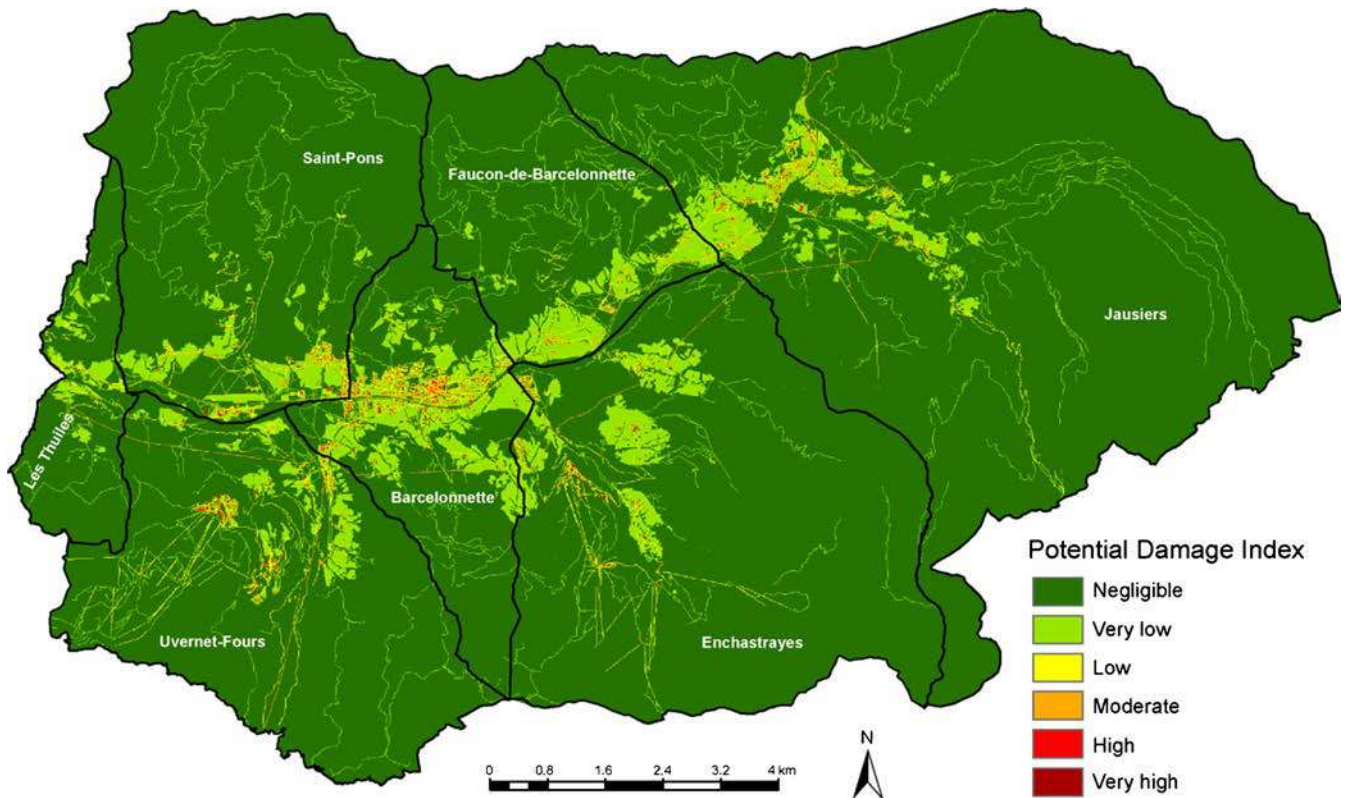 Saint-Pons
Faucon-de-Barcelonnette
Jausiers
Les Thuiles
Barcelonnette
Uvernet-Fours
Enchastrayes
Potential Damage Index
Negligible
Very low
Low
Moderate
High
Very high
N
0 0.8 1.6 2.4 3.2 4 km